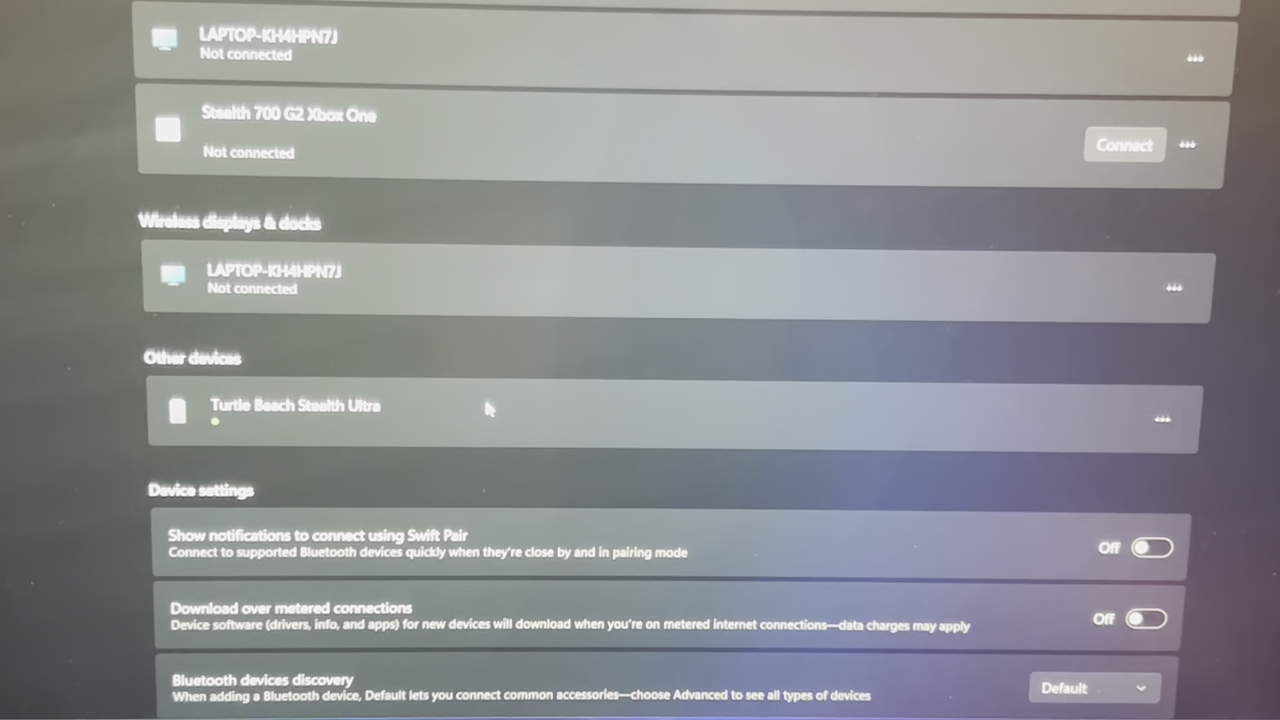 LAPTOP-KH4HPN7J
Not connected
Stealth 700 G2 Xbox One
Not connected
Connect
Wireless displays & docks
LAPTOP-KH4HPN7J
Not connected
Other devices
Turtle Beach Stealth Ultra
Device settings
Show notifications to connect using Swift Pair
Connect to supported Bluetooth devices quickly when they're close by and in pairing mode
Off
Download over metered connections
Device software (drivers, info, and apps) for new devices will download when you're on metered internet connections—data charges may apply
Off
Bluetooth devices discovery
When adding a Bluetooth device, Default lets you connect common accessories—choose Advanced to see all types of devices
Default